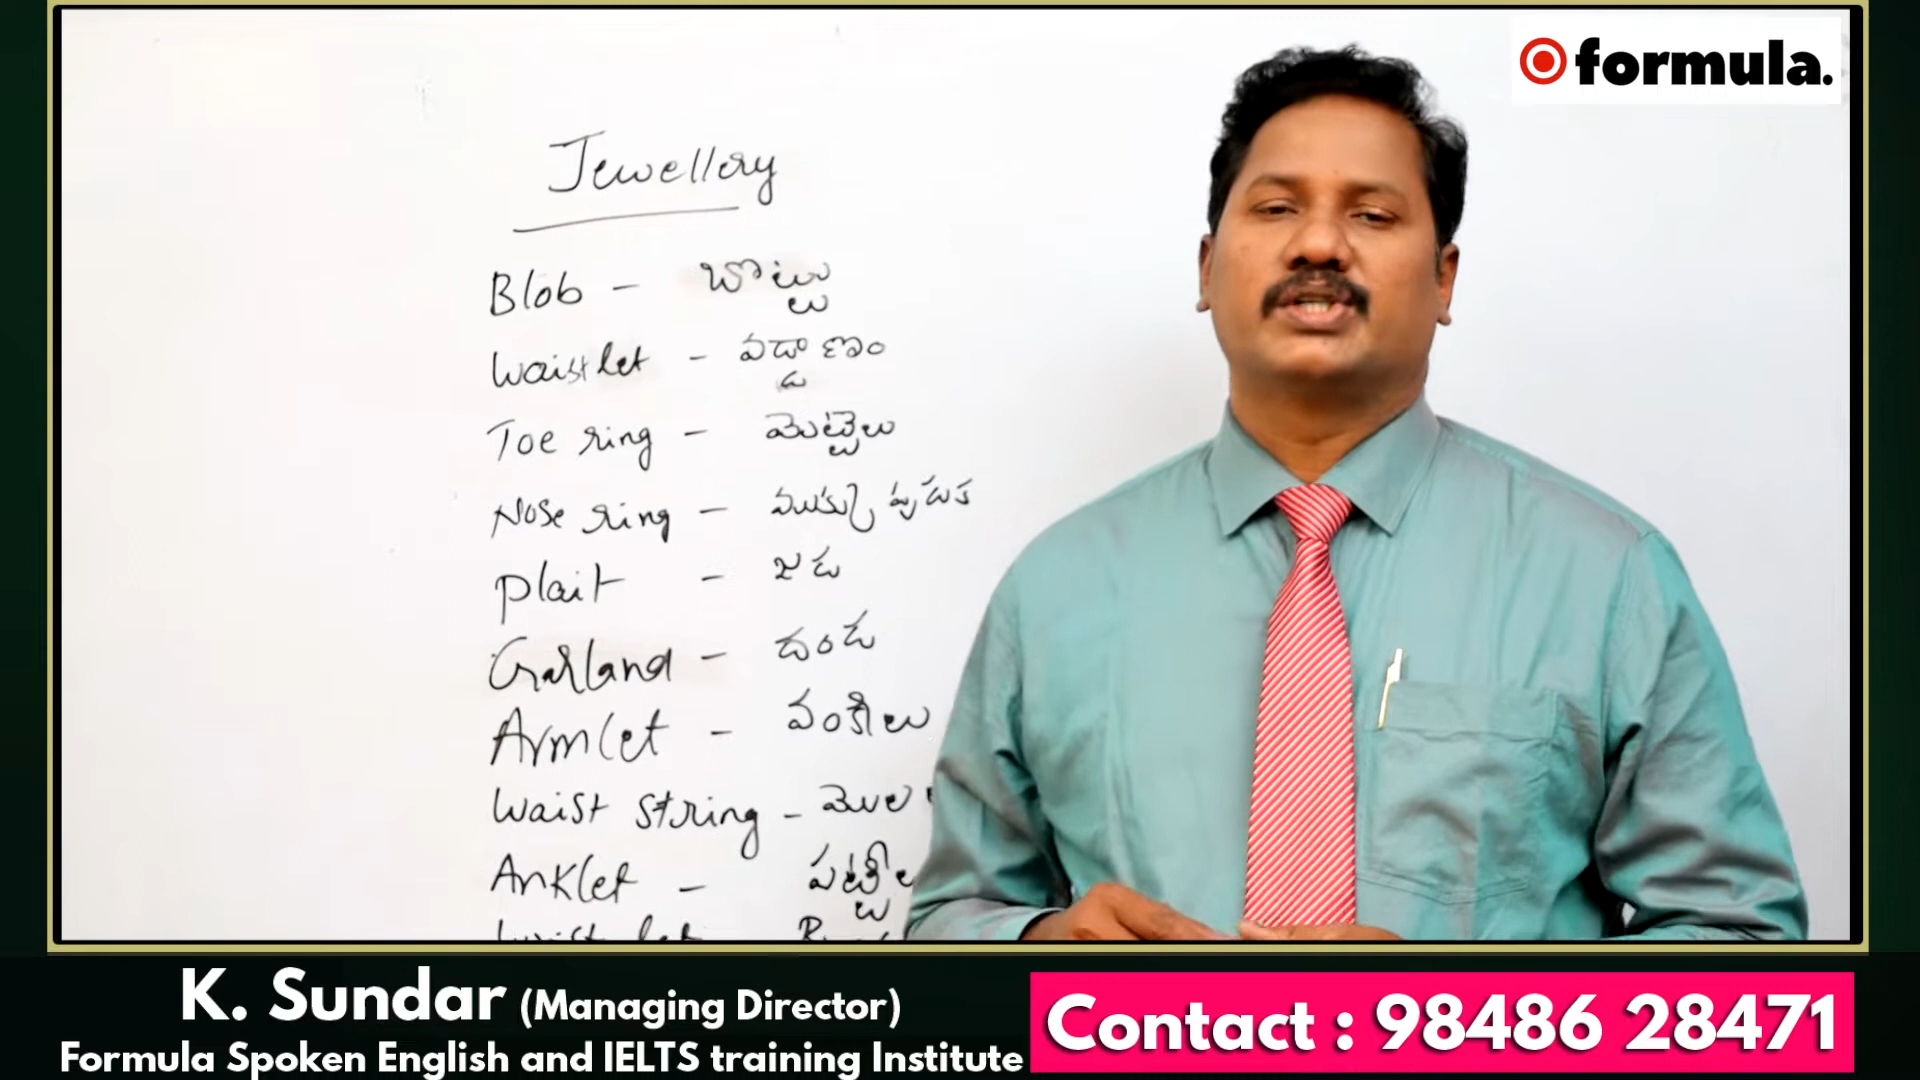 formula.
Jewellery
Blob - బొట్టు
Waistlet - వడ్డాణం
Toe ring - మెట్టెలు
Nose ring - ముక్కు పుడక
Plait - జడ
Garland - దండ
Armlet - వంకీలు
Waist string - మొల
Anklet - పట్టీల
K. Sundar (Managing Director)
Formula Spoken English and IELTS training Institute
Contact : 98486 28471